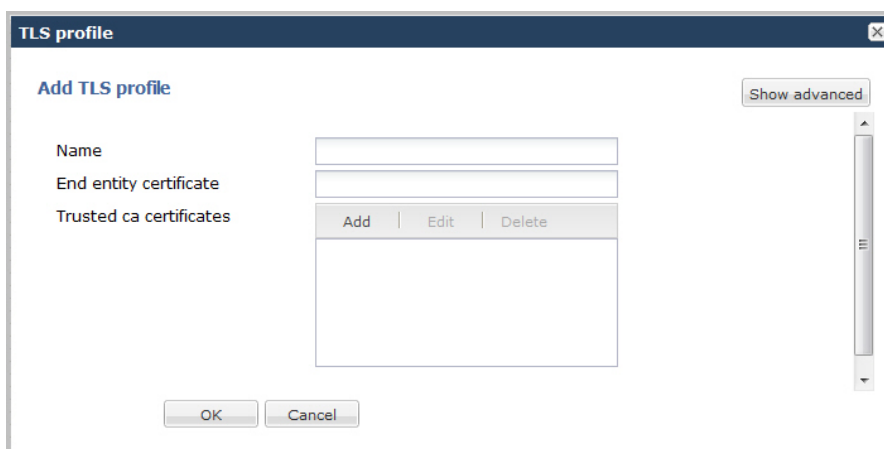 TLS profile
Add TLS profile
Show advanced
Name
End entity certificate
Trusted ca certificates
Add Edit Delete
OK Cancel